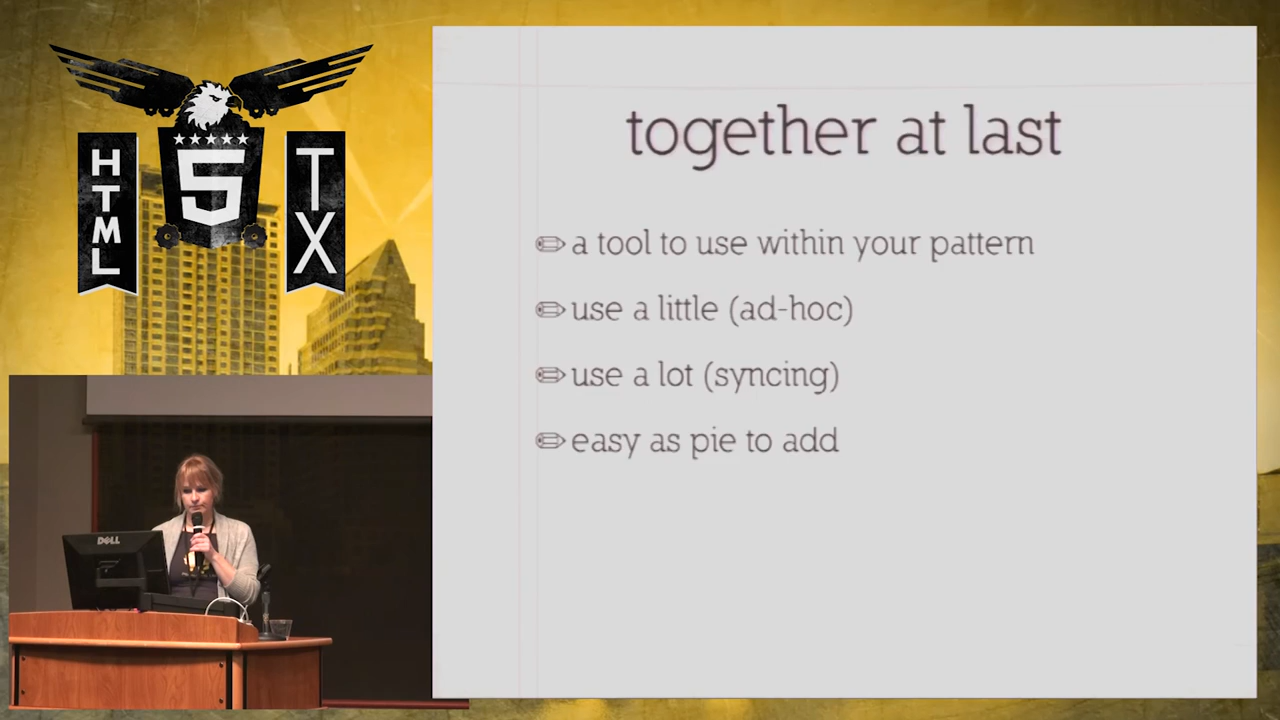 HTML
5
TX
together at last
a tool to use within your pattern
use a little (ad-hoc)
use a lot (syncing)
easy as pie to add
DELL